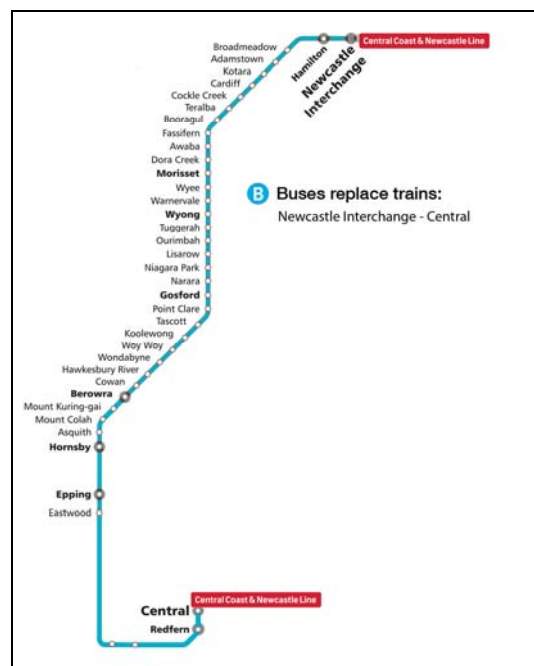 Central Coast & Newcastle Line
Newcastle
Interchange
Hamilton
Broadmeadow
Adamstown
Kotara
Cardiff
Cockle Creek
Teralba
Booragul
Fassifern
Awaba
Dora Creek
Morisset
Wyee
Warnervale
Wyong
Tuggerah
Ourimbah
Lisarow
Niagara Park
Narara
Gosford
Point Clare
Tascott
Koolewong
Woy Woy
Wondabyne
Hawkesbury River
Cowan
Berowra
Mount Kuring-gai
Mount Colah
Asquith
Hornsby
Epping
Eastwood
B Buses replace trains:
Newcastle Interchange - Central
Central Coast & Newcastle Line
Central
Redfern